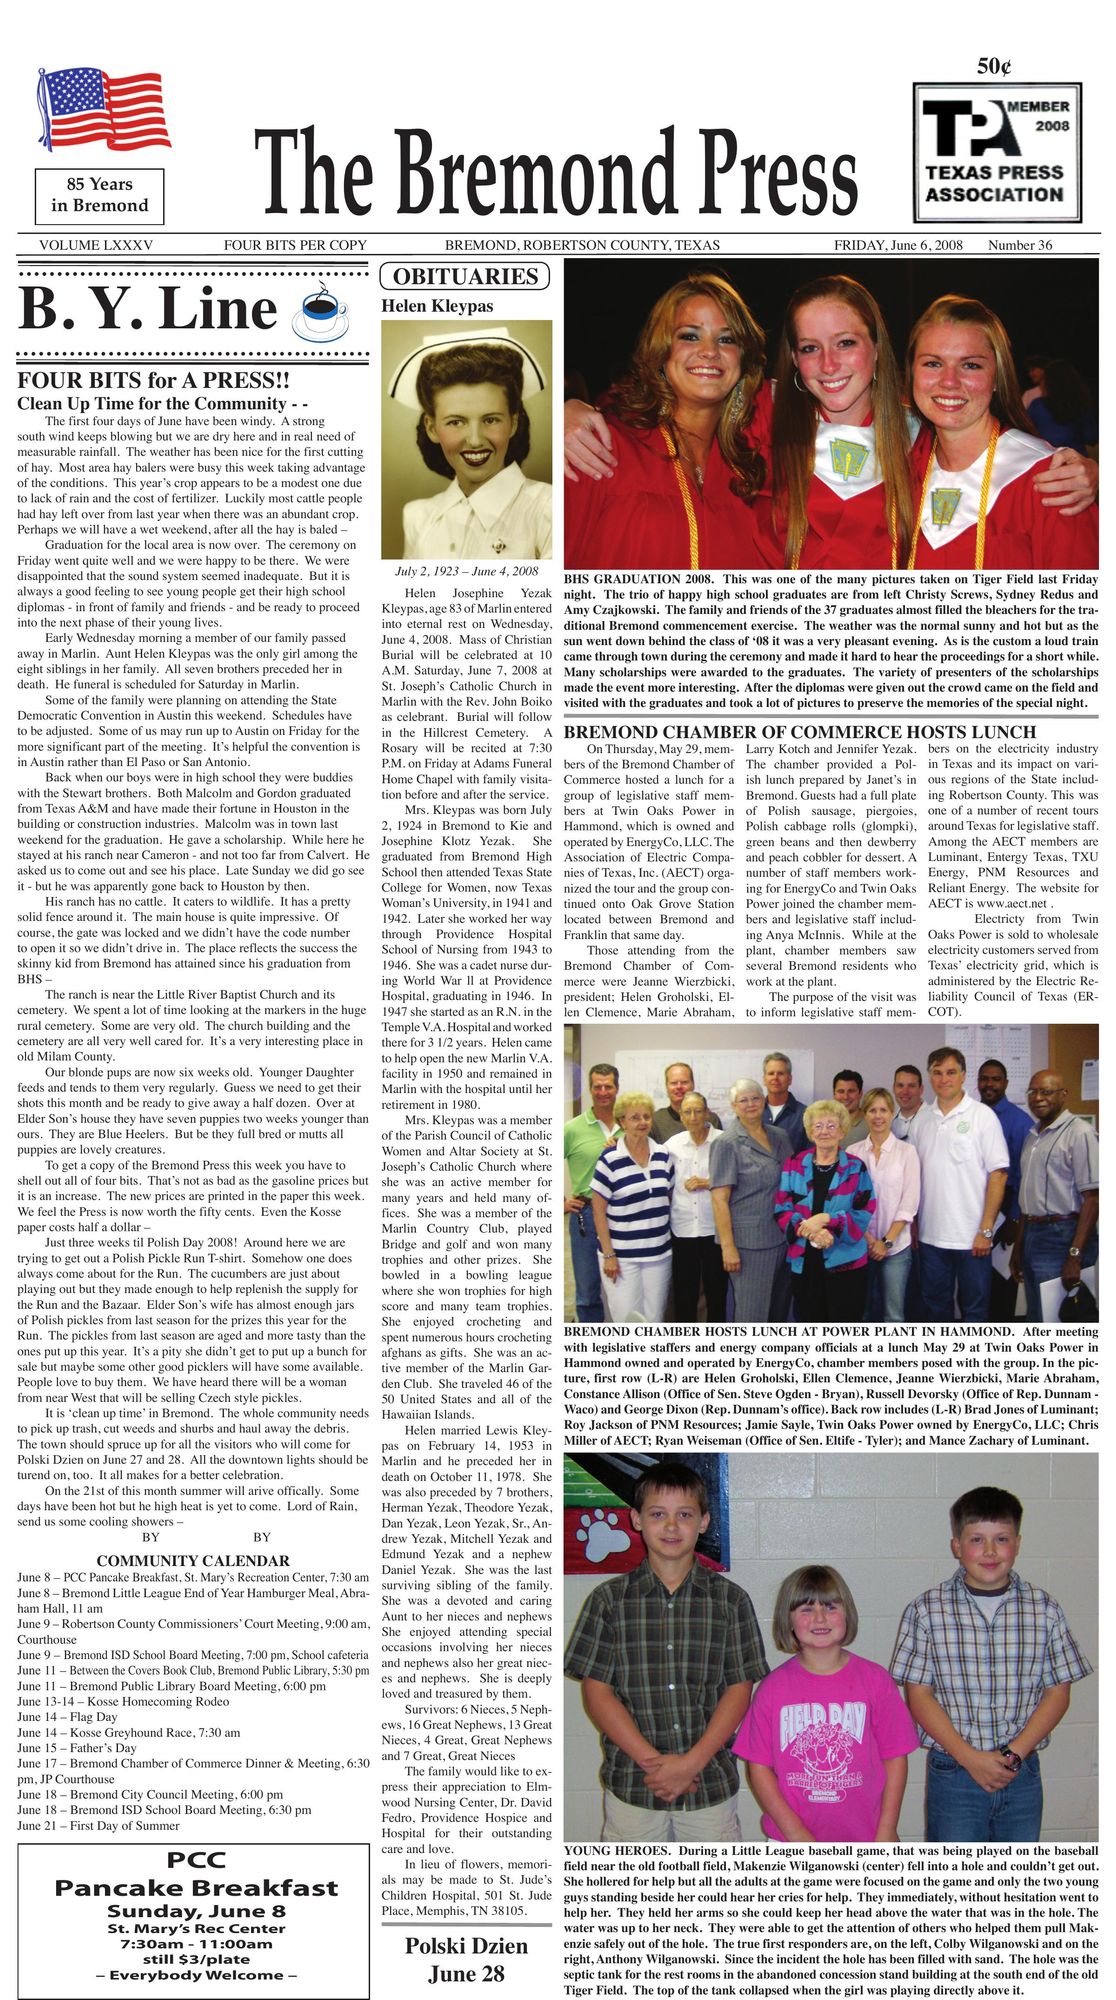 50¢
MEMBER
2008
TPA
TEXAS PRESS
ASSOCIATION
85 Years
in Bremond
The Bremond Press
VOLUME LXXXV FOUR BITS PER COPY BREMOND, ROBERTSON COUNTY, TEXAS FRIDAY, June 6, 2008 Number 36
B. Y. Line
FOUR BITS for A PRESS!!
Clean Up Time for the Community - -
The first four days of June have been windy. A strong
south wind keeps blowing but we are dry here and in real need of
measurable rainfall. The weather has been nice for the first cutting
of hay. Most area hay balers were busy this week taking advantage
of the conditions. This year's crop appears to be a modest one due
to lack of rain and the cost of fertilizer. Luckily most cattle people
had hay left over from last year when there was an abundant crop.
Perhaps we will have a wet weekend, after all the hay is baled –
Graduation for the local area is now over. The ceremony on
Friday went quite well and we were happy to be there. We were
disappointed that the sound system seemed inadequate. But it is
always a good feeling to see young people get their high school
diplomas - in front of family and friends - and be ready to proceed
into the next phase of their young lives.
Early Wednesday morning a member of our family passed
away in Marlin. Aunt Helen Kleypas was the only girl among the
eight siblings in her family. All seven brothers preceded her in
death. He funeral is scheduled for Saturday in Marlin.
Some of the family were planning on attending the State
Democratic Convention in Austin this weekend. Schedules have
to be adjusted. Some of us may run up to Austin on Friday for the
more significant part of the meeting. It's helpful the convention is
in Austin rather than El Paso or San Antonio.
Back when our boys were in high school they were buddies
with the Stewart brothers. Both Malcolm and Gordon graduated
from Texas A&M and have made their fortune in Houston in the
building or construction industries. Malcolm was in town last
weekend for the graduation. He gave a scholarship. While here he
stayed at his ranch near Cameron - and not too far from Calvert. He
asked us to come out and see his place. Late Sunday we did go see
it - but he was apparently gone back to Houston by then.
His ranch has no cattle. It caters to wildlife. It has a pretty
solid fence around it. The main house is quite impressive. Of
course, the gate was locked and we didn't have the code number
to open it so we didn't drive in. The place reflects the success the
skinny kid from Bremond has attained since his graduation from
BHS –
The ranch is near the Little River Baptist Church and its
cemetery. We spent a lot of time looking at the markers in the huge
rural cemetery. Some are very old. The church building and the
cemetery are all very well cared for. It's a very interesting place in
old Milam County.
Our blonde pups are now six weeks old. Younger Daughter
feeds and tends to them very regularly. Guess we need to get their
shots this month and be ready to give away a half dozen. Over at
Elder Son's house they have seven puppies two weeks younger than
ours. They are Blue Heelers. But be they full bred or mutts all
puppies are lovely creatures.
To get a copy of the Bremond Press this week you have to
shell out all of four bits. That's not as bad as the gasoline prices but
it is an increase. The new prices are printed in the paper this week.
We feel the Press is now worth the fifty cents. Even the Kosse
paper costs half a dollar –
Just three weeks til Polish Day 2008! Around here we are
trying to get out a Polish Pickle Run T-shirt. Somehow one does
always come about for the Run. The cucumbers are just about
playing out but they made enough to help replenish the supply for
the Run and the Bazaar. Elder Son's wife has almost enough jars
of Polish pickles from last season for the prizes this year for the
Run. The pickles from last season are aged and more tasty than the
ones put up this year. It's a pity she didn't get to put up a bunch for
sale but maybe some other good picklers will have some available.
People love to buy them. We have heard there will be a woman
from near West that will be selling Czech style pickles.
It is 'clean up time' in Bremond. The whole community needs
to pick up trash, cut weeds and shurbs and haul away the debris.
The town should spruce up for all the visitors who will come for
Polski Dzien on June 27 and 28. All the downtown lights should be
turend on, too. It all makes for a better celebration.
On the 21st of this month summer will arive offically. Some
days have been hot but he high heat is yet to come. Lord of Rain,
send us some cooling showers –
BY BY
COMMUNITY CALENDAR
June 8 – PCC Pancake Breakfast, St. Mary's Recreation Center, 7:30 am
June 8 – Bremond Little League End of Year Hamburger Meal, Abra-
ham Hall, 11 am
June 9 – Robertson County Commissioners' Court Meeting, 9:00 am,
Courthouse
June 9 – Bremond ISD School Board Meeting, 7:00 pm, School cafeteria
June 11 – Between the Covers Book Club, Bremond Public Library, 5:30 pm
June 11 – Bremond Public Library Board Meeting, 6:00 pm
June 13-14 – Kosse Homecoming Rodeo
June 14 – Flag Day
June 14 – Kosse Greyhound Race, 7:30 am
June 15 – Father's Day
June 17 – Bremond Chamber of Commerce Dinner & Meeting, 6:30
pm, JP Courthouse
June 18 – Bremond City Council Meeting, 6:00 pm
June 18 – Bremond ISD School Board Meeting, 6:30 pm
June 21 – First Day of Summer
PCC
Pancake Breakfast
Sunday, June 8
St. Mary's Rec Center
7:30am - 11:00am
still $3/plate
– Everybody Welcome –
OBITUARIES
Helen Kleypas
July 2, 1923 – June 4, 2008
Helen Josephine Yezak
Kleypas, age 83 of Marlin entered
into eternal rest on Wednesday,
June 4, 2008. Mass of Christian
Burial will be celebrated at 10
A.M. Saturday, June 7, 2008 at
St. Joseph's Catholic Church in
Marlin with the Rev. John Boiko
as celebrant. Burial will follow
in the Hillcrest Cemetery. A
Rosary will be recited at 7:30
P.M. on Friday at Adams Funeral
Home Chapel with family visita-
tion before and after the service.
Mrs. Kleypas was born July
2, 1924 in Bremond to Kie and
Josephine Klotz Yezak. She
graduated from Bremond High
School then attended Texas State
College for Women, now Texas
Woman's University, in 1941 and
1942. Later she worked her way
through Providence Hospital
School of Nursing from 1943 to
1946. She was a cadet nurse dur-
ing World War ll at Providence
Hospital, graduating in 1946. In
1947 she started as an R.N. in the
Temple V.A. Hospital and worked
there for 3 1/2 years. Helen came
to help open the new Marlin V.A.
facility in 1950 and remained in
Marlin with the hospital until her
retirement in 1980.
Mrs. Kleypas was a member
of the Parish Council of Catholic
Women and Altar Society at St.
Joseph's Catholic Church where
she was an active member for
many years and held many of-
fices. She was a member of the
Marlin Country Club, played
Bridge and golf and won many
trophies and other prizes. She
bowled in a bowling league
where she won trophies for high
score and many team trophies.
She enjoyed crocheting and
spent numerous hours crocheting
afghans as gifts. She was an ac-
tive member of the Marlin Gar-
den Club. She traveled 46 of the
50 United States and all of the
Hawaiian Islands.
Helen married Lewis Kley-
pas on February 14, 1953 in
Marlin and he preceded her in
death on October 11, 1978. She
was also preceded by 7 brothers,
Herman Yezak, Theodore Yezak,
Dan Yezak, Leon Yezak, Sr., An-
drew Yezak, Mitchell Yezak and
Edmund Yezak and a nephew
Daniel Yezak. She was the last
surviving sibling of the family.
She was a devoted and caring
Aunt to her nieces and nephews
She enjoyed attending special
occasions involving her nieces
and nephews also her great niec-
es and nephews. She is deeply
loved and treasured by them.
Survivors: 6 Nieces, 5 Neph-
ews, 16 Great Nephews, 13 Great
Nieces, 4 Great, Great Nephews
and 7 Great, Great Nieces
The family would like to ex-
press their appreciation to Elm-
wood Nursing Center, Dr. David
Fedro, Providence Hospice and
Hospital for their outstanding
care and love.
In lieu of flowers, memori-
als may be made to St. Jude's
Children Hospital, 501 St. Jude
Place, Memphis, TN 38105.
Polski Dzien
June 28
BHS GRADUATION 2008. This was one of the many pictures taken on Tiger Field last Friday
night. The trio of happy high school graduates are from left Christy Screws, Sydney Redus and
Amy Czajkowski. The family and friends of the 37 graduates almost filled the bleachers for the tra-
ditional Bremond commencement exercise. The weather was the normal sunny and hot but as the
sun went down behind the class of '08 it was a very pleasant evening. As is the custom a loud train
came through town during the ceremony and made it hard to hear the proceedings for a short while.
Many scholarships were awarded to the graduates. The variety of presenters of the scholarships
made the event more interesting. After the diplomas were given out the crowd came on the field and
visited with the graduates and took a lot of pictures to preserve the memories of the special night.
BREMOND CHAMBER OF COMMERCE HOSTS LUNCH
On Thursday, May 29, mem-
bers of the Bremond Chamber of
Commerce hosted a lunch for a
group of legislative staff mem-
bers at Twin Oaks Power in
Hammond, which is owned and
operated by EnergyCo, LLC. The
Association of Electric Compa-
nies of Texas, Inc. (AECT) orga-
nized the tour and the group con-
tinued onto Oak Grove Station
located between Bremond and
Franklin that same day.
Those attending from the
Bremond Chamber of Com-
merce were Jeanne Wierzbicki,
president; Helen Groholski, El-
len Clemence, Marie Abraham,
Larry Kotch and Jennifer Yezak.
The chamber provided a Pol-
ish lunch prepared by Janet's in
Bremond. Guests had a full plate
of Polish sausage, piergoies,
Polish cabbage rolls (glompki),
green beans and then dewberry
and peach cobbler for dessert. A
number of staff members work-
ing for EnergyCo and Twin Oaks
Power joined the chamber mem-
bers and legislative staff includ-
ing Anya McInnis. While at the
plant, chamber members saw
several Bremond residents who
work at the plant.
The purpose of the visit was
to inform legislative staff mem-
bers on the electricity industry
in Texas and its impact on vari-
ous regions of the State includ-
ing Robertson County. This was
one of a number of recent tours
around Texas for legislative staff.
Among the AECT members are
Luminant, Entergy Texas, TXU
Energy, PNM Resources and
Reliant Energy. The website for
AECT is www.aect.net .
Electricty from Twin
Oaks Power is sold to wholesale
electricity customers served from
Texas' electricity grid, which is
administered by the Electric Re-
liability Council of Texas (ER-
COT).
BREMOND CHAMBER HOSTS LUNCH AT POWER PLANT IN HAMMOND. After meeting
with legislative staffers and energy company officials at a lunch May 29 at Twin Oaks Power in
Hammond owned and operated by EnergyCo, chamber members posed with the group. In the pic-
ture, first row (L-R) are Helen Groholski, Ellen Clemence, Jeanne Wierzbicki, Marie Abraham,
Constance Allison (Office of Sen. Steve Ogden - Bryan), Russell Devorsky (Office of Rep. Dunnam -
Waco) and George Dixon (Rep. Dunnam's office). Back row includes (L-R) Brad Jones of Luminant;
Roy Jackson of PNM Resources; Jamie Sayle, Twin Oaks Power owned by EnergyCo, LLC; Chris
Miller of AECT; Ryan Weiseman (Office of Sen. Eltife - Tyler); and Mance Zachary of Luminant.
FIELD DAY
MORE FUN THAN A
BARREL OF TIGERS
BREMOND
ELEMENTARY
YOUNG HEROES. During a Little League baseball game, that was being played on the baseball
field near the old football field, Makenzie Wilganowski (center) fell into a hole and couldn't get out.
She hollered for help but all the adults at the game were focused on the game and only the two young
guys standing beside her could hear her cries for help. They immediately, without hesitation went to
help her. They held her arms so she could keep her head above the water that was in the hole. The
water was up to her neck. They were able to get the attention of others who helped them pull Mak-
enzie safely out of the hole. The true first responders are, on the left, Colby Wilganowski and on the
right, Anthony Wilganowski. Since the incident the hole has been filled with sand. The hole was the
septic tank for the rest rooms in the abandoned concession stand building at the south end of the old
Tiger Field. The top of the tank collapsed when the girl was playing directly above it.